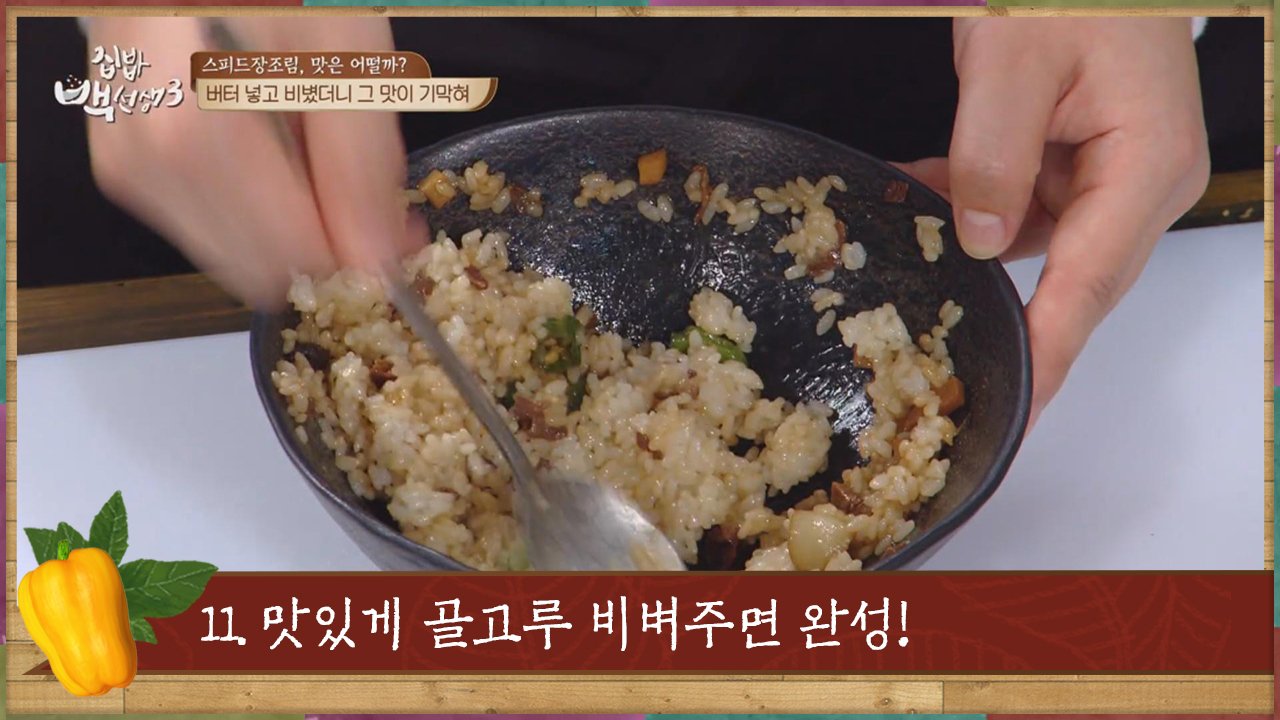 집밥
백선생3
스피드장조림, 맛은 어떨까?
버터 넣고 비볐더니 그 맛이 기막혀
11. 맛있게 골고루 비벼주면 완성!